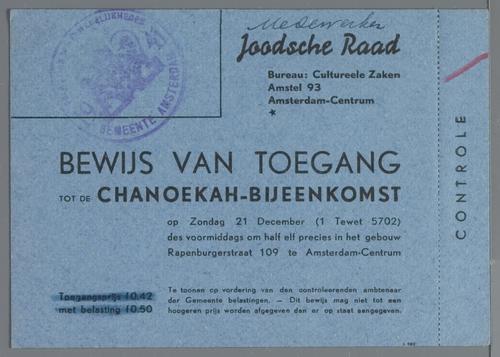 Medewerker
Joodsche Raad
Bureau: Cultureele Zaken
Amstel 93
Amsterdam-Centrum
*
GEMEENTE AMSTERDAM
BEWIJS VAN TOEGANG
TOT DE CHANOEKAH-BIJEENKOMST
op Zondag 21 December (1 Tewet 5702)
des voormiddags om half elf precies in het gebouw
Rapenburgerstraat 109 te Amsterdam-Centrum
Toegangsprijs f0.42
met belasting f0.50
Te toonen op vordering van den controleerenden ambtenaar
der Gemeente belastingen. — Dit bewijs mag niet tot een
hoogeren prijs worden afgegeven dan er op staat aangegeven.
CONTROLE